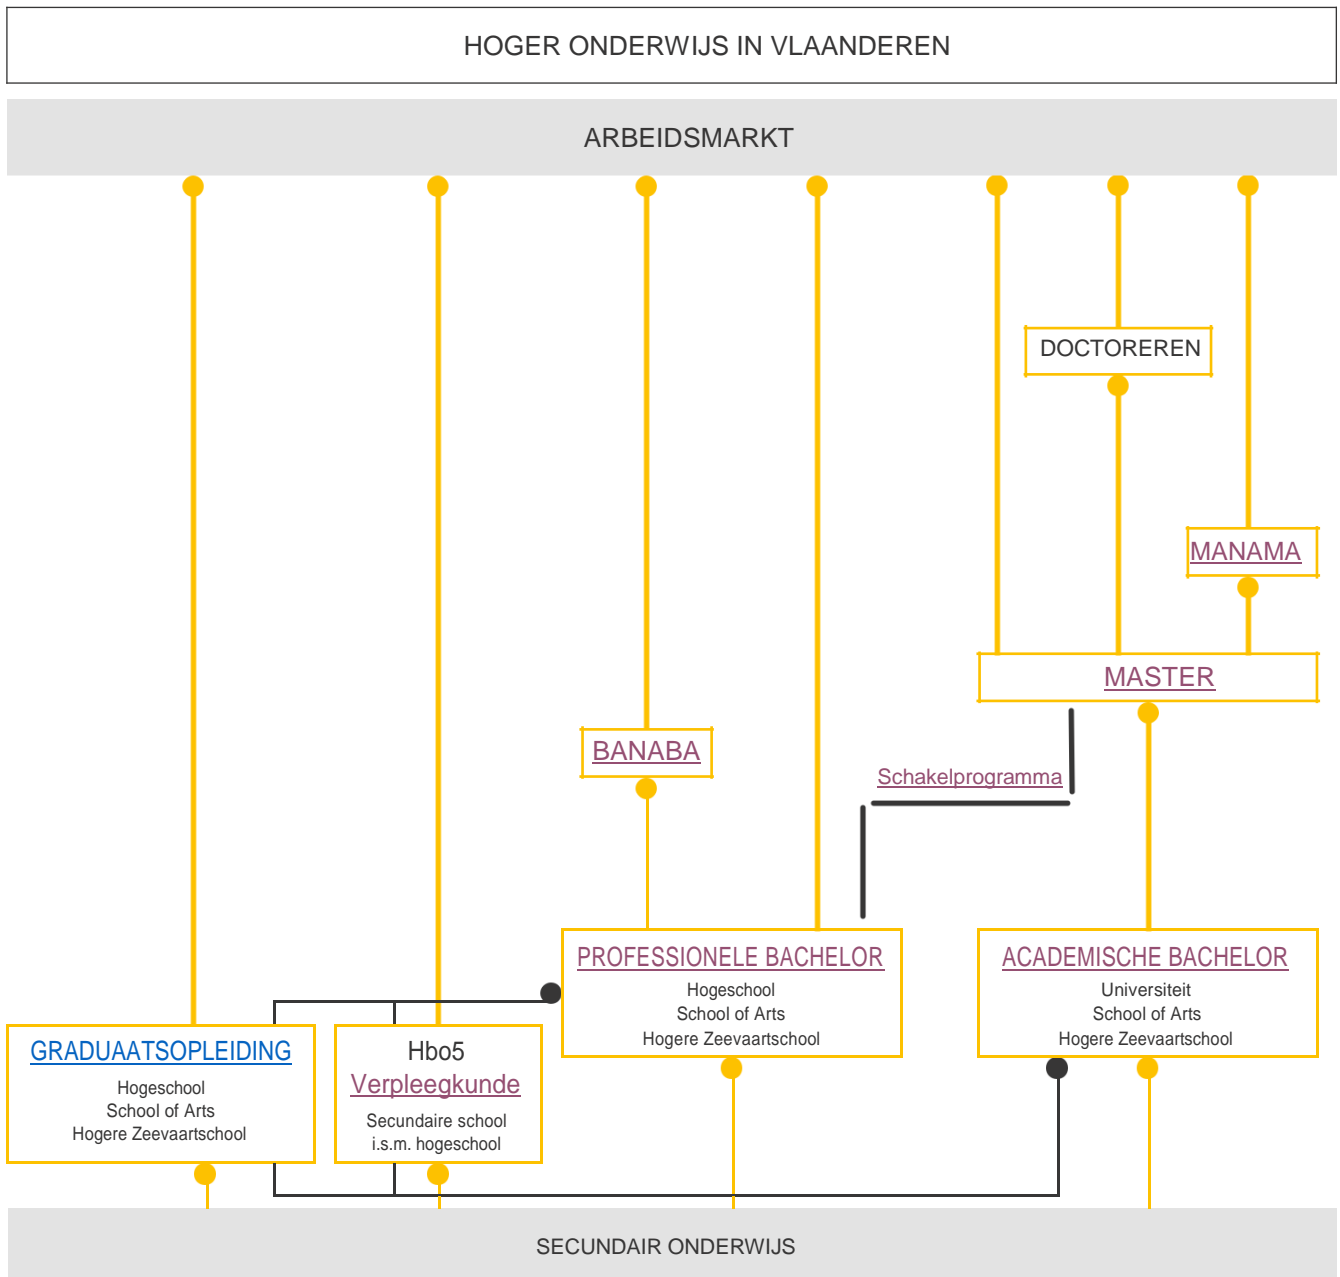 HOGER ONDERWIJS IN VLAANDEREN
ARBEIDSMARKT
DOCTOREREN
MANAMA
MASTER
BANABA
Schakelprogramma
PROFESSIONELE BACHELOR
Hogeschool
School of Arts
Hogere Zeevaartschool
ACADEMISCHE BACHELOR
Universiteit
School of Arts
Hogere Zeevaartschool
GRADUAATSOPLEIDING
Hogeschool
School of Arts
Hogere Zeevaartschool
Hbo5
Verpleegkunde
Secundaire school
i.s.m. hogeschool
SECUNDAIR ONDERWIJS